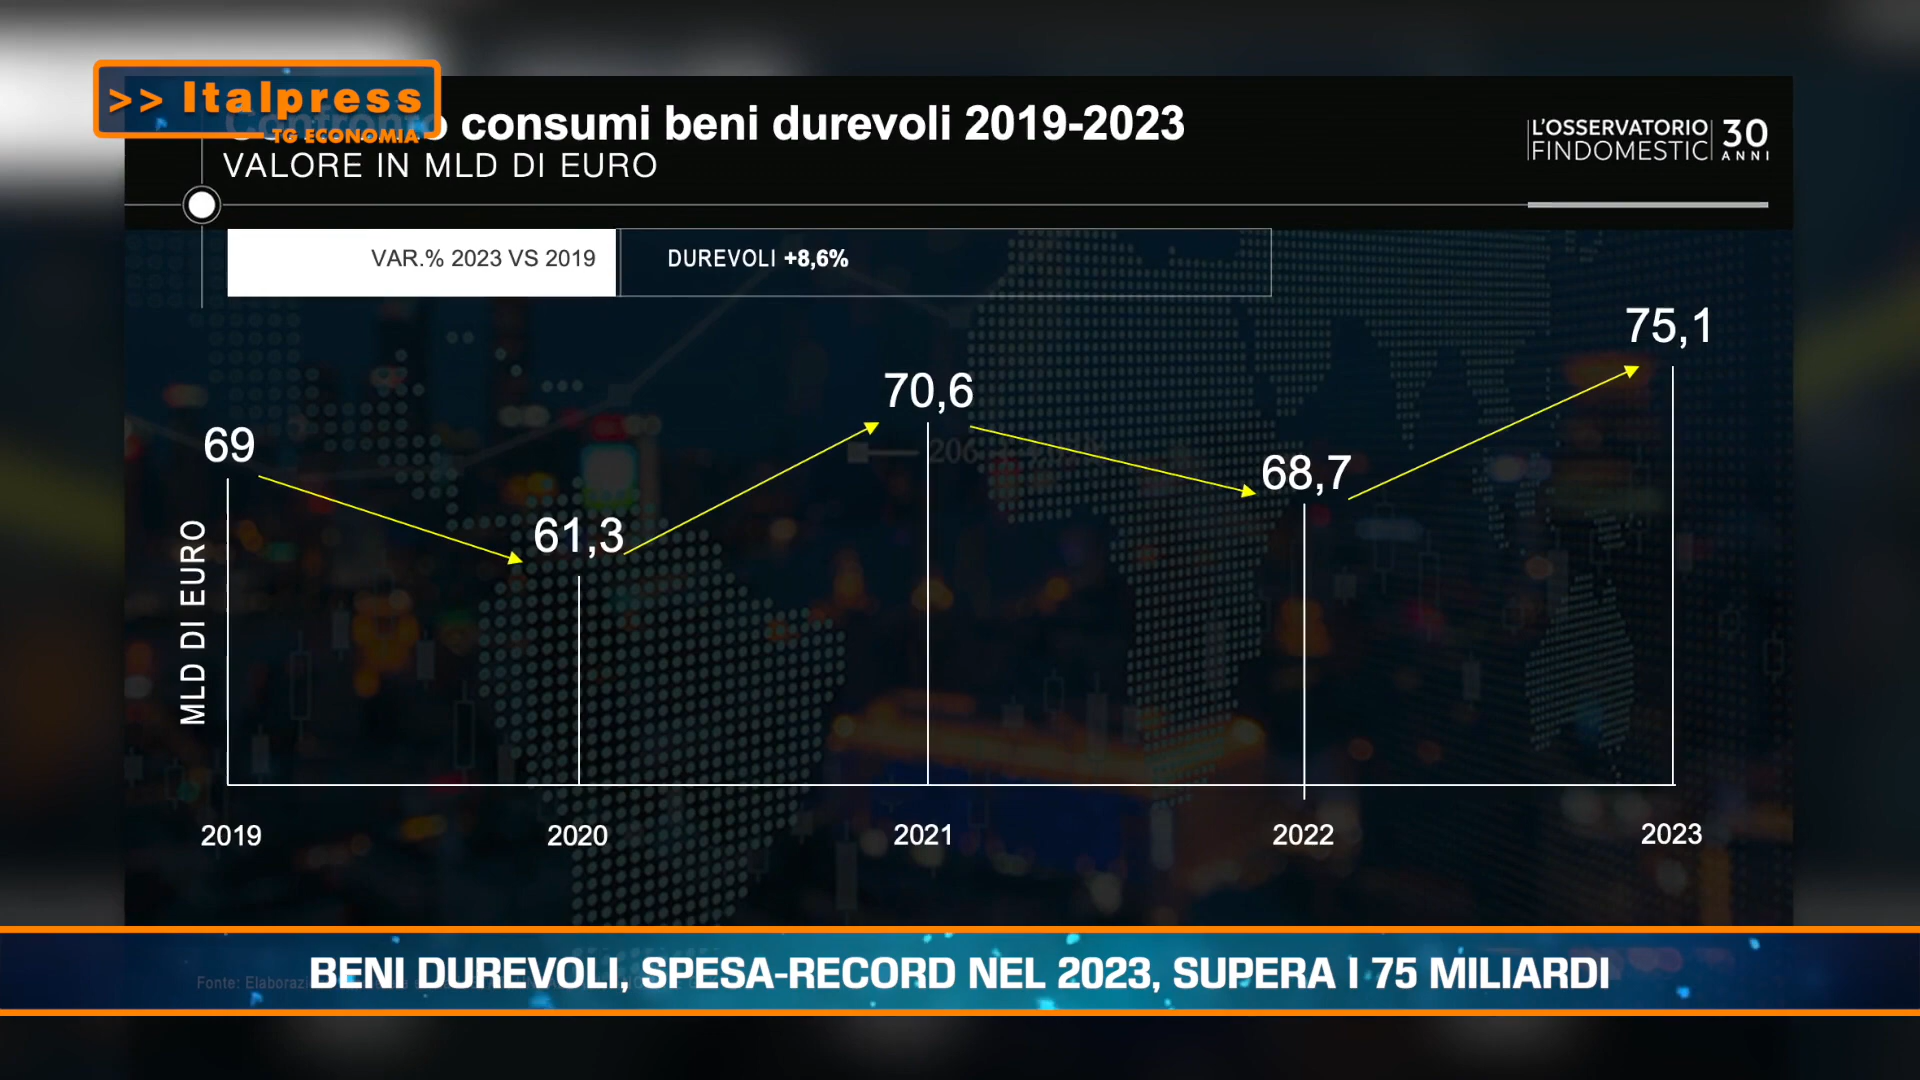 >> Italpress
TG ECONOMIA
consumi beni durevoli 2019-2023
VALORE IN MLD DI EURO
L'OSSERVATORIO
FINDOMESTIC
30
ANNI
VAR.% 2023 VS 2019
DUREVOLI +8,6%
75,1
70,6
69
68,7
61,3
MLD DI EURO
2019
2020
2021
2022
2023
BENI DUREVOLI, SPESA-RECORD NEL 2023, SUPERA I 75 MILIARDI
Fonte: